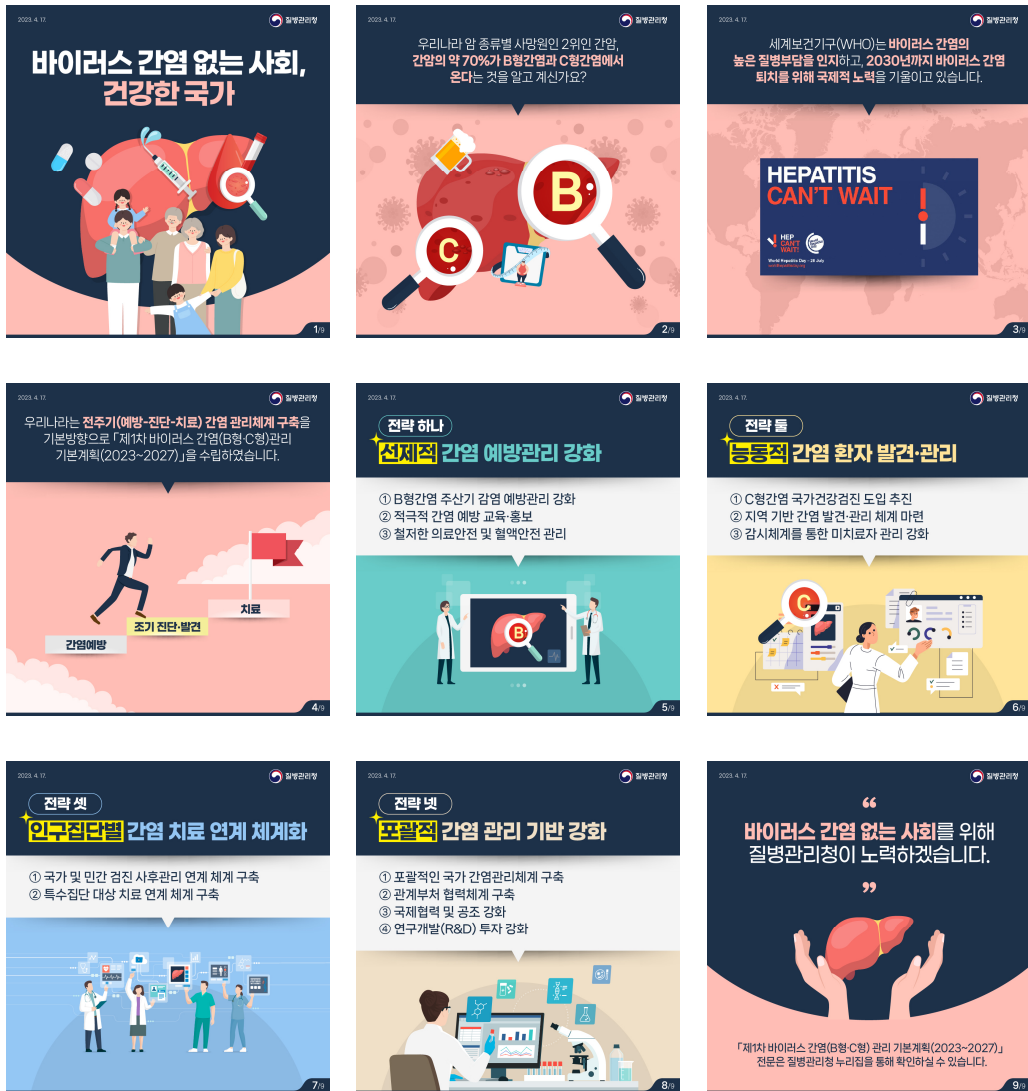 2023. 4. 17.
질병관리청
바이러스 간염 없는 사회,
건강한 국가
1/9
2023. 4. 17.
질병관리청
우리나라 암 종류별 사망원인 2위인 간암,
간암의 약 70%가 B형간염과 C형간염에서
온다는 것을 알고 계신가요?
B
C
2/9
2023. 4. 17.
질병관리청
세계보건기구(WHO)는 바이러스 간염의
높은 질병부담을 인지하고, 2030년까지 바이러스 간염
퇴치를 위해 국제적 노력을 기울이고 있습니다.
HEPATITIS
CAN'T WAIT
HEP
CAN'T
WAIT!
World Hepatitis Day - 28 July
3/9
2023. 4. 17.
질병관리청
우리나라는 전주기(예방-진단-치료) 간염 관리체계 구축을
기본방향으로 「제1차 바이러스 간염(B형·C형)관리
기본계획(2023~2027)」을 수립하였습니다.
치료
조기 진단·발견
간염예방
4/9
2023. 4. 17.
질병관리청
전략 하나
선제적 간염 예방관리 강화
① B형간염 주산기 감염 예방관리 강화
② 적극적 간염 예방 교육·홍보
③ 철저한 의료안전 및 혈액안전 관리
B
5/9
2023. 4. 17.
질병관리청
전략 둘
능동적 간염 환자 발견·관리
① C형간염 국가건강검진 도입 추진
② 지역 기반 간염 발견·관리 체계 마련
③ 감시체계를 통한 미치료자 관리 강화
C
6/9
2023. 4. 17.
질병관리청
전략 셋
인구집단별 간염 치료 연계 체계화
① 국가 및 민간 검진 사후관리 연계 체계 구축
② 특수집단 대상 치료 연계 체계 구축
7/9
2023. 4. 17.
질병관리청
전략 넷
포괄적 간염 관리 기반 강화
① 포괄적인 국가 간염관리체계 구축
② 관계부처 협력체계 구축
③ 국제협력 및 공조 강화
④ 연구개발(R&D) 투자 강화
8/9
2023. 4. 17.
질병관리청
“
바이러스 간염 없는 사회를 위해
질병관리청이 노력하겠습니다.
”
「제1차 바이러스 간염(B형·C형) 관리 기본계획(2023~2027)」
전문은 질병관리청 누리집을 통해 확인하실 수 있습니다.
9/9